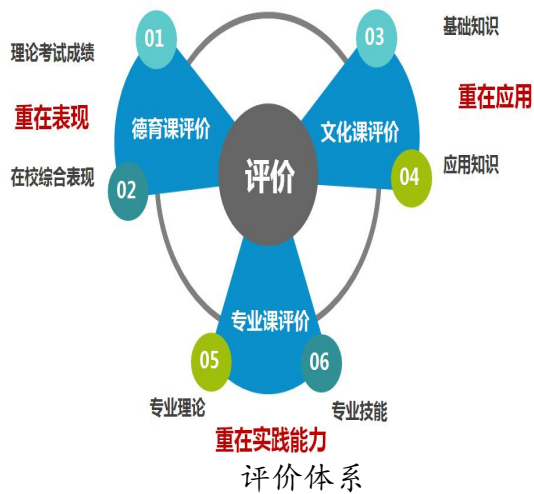 01
理论考试成绩
重在表现
德育课评价
在校综合表现
02
03
基础知识
重在应用
文化课评价
04
应用知识
评价
专业课评价
05
06
专业理论
专业技能
重在实践能力
评价体系